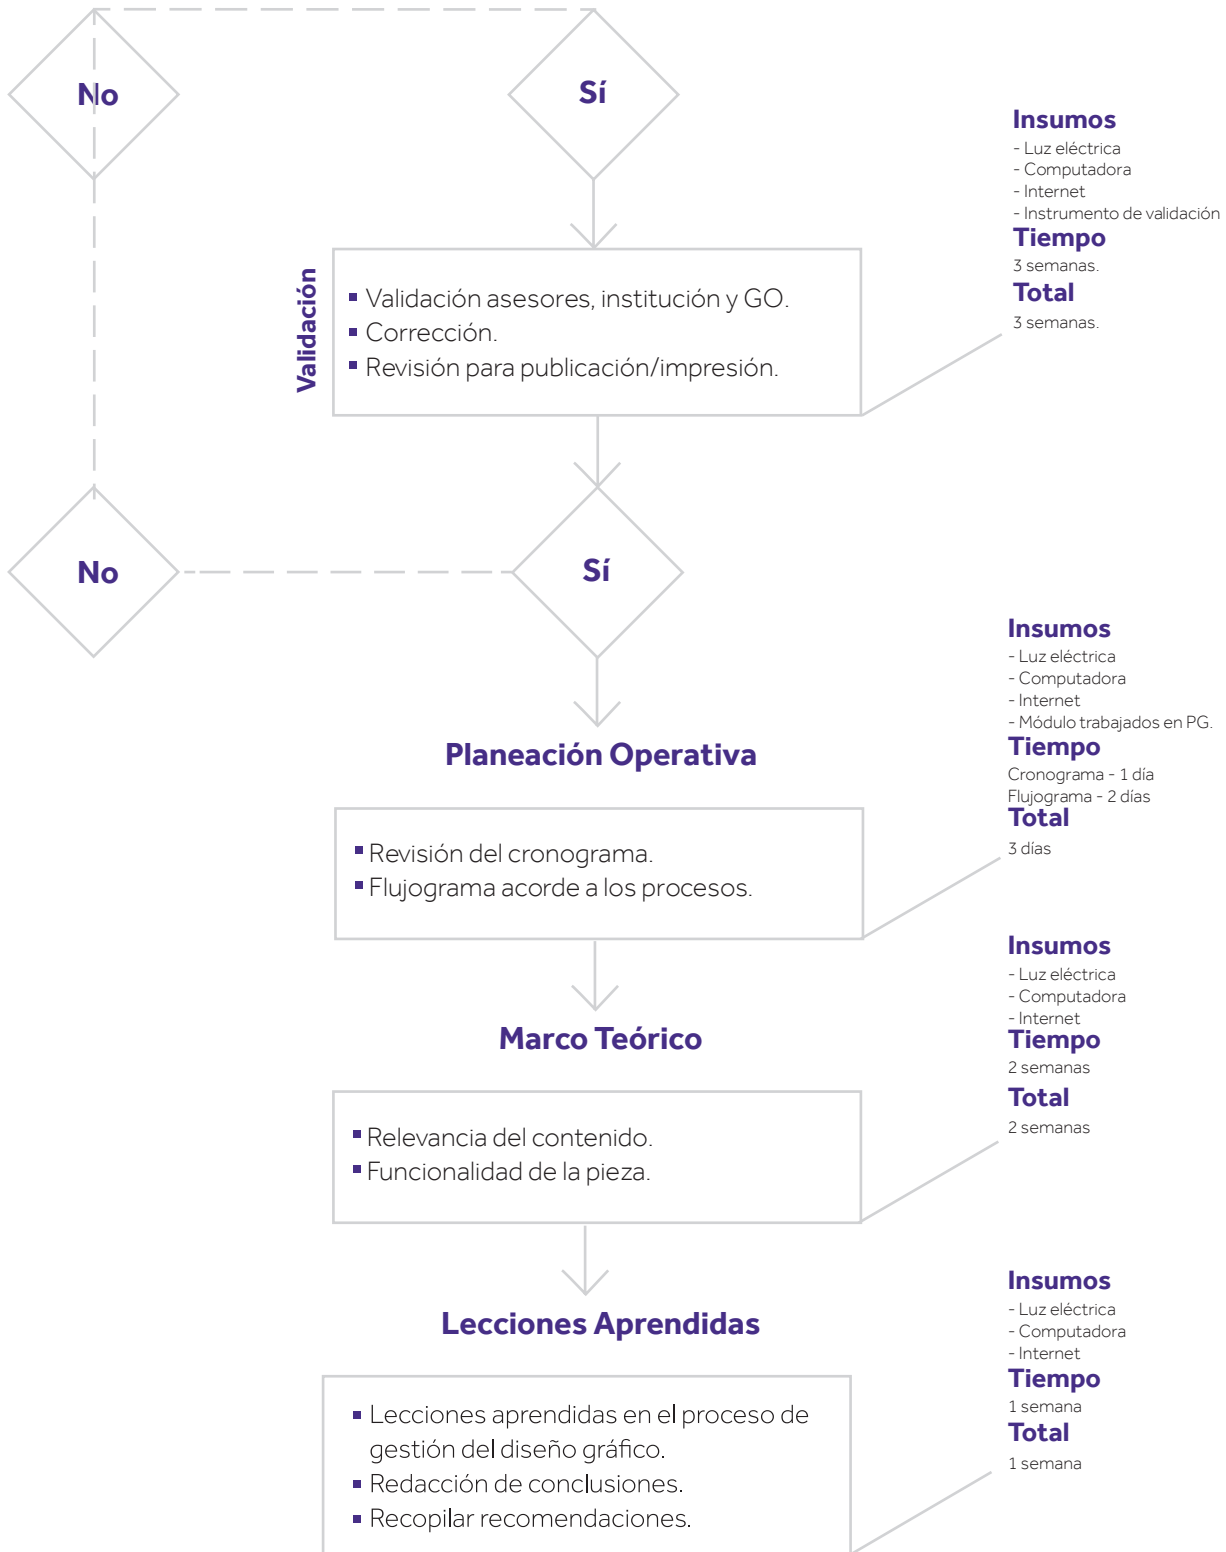 No
Sí
Insumos
- Luz eléctrica
- Computadora
- Internet
- Instrumento de validación
Tiempo
3 semanas.
Total
3 semanas.
Validación
Validación asesores, institución y GO.
Corrección.
Revisión para publicación/impresión.
No
Sí
Insumos
- Luz eléctrica
- Computadora
- Internet
- Módulo trabajados en PG.
Tiempo
Cronograma - 1 día
Flujograma - 2 días
Total
3 días
Planeación Operativa
Revisión del cronograma.
Flujograma acorde a los procesos.
Insumos
- Luz eléctrica
- Computadora
- Internet
Tiempo
2 semanas
Total
2 semanas
Marco Teórico
Relevancia del contenido.
Funcionalidad de la pieza.
Insumos
- Luz eléctrica
- Computadora
- Internet
Tiempo
1 semana
Total
1 semana
Lecciones Aprendidas
Lecciones aprendidas en el proceso de
gestión del diseño gráfico.
Redacción de conclusiones.
Recopilar recomendaciones.